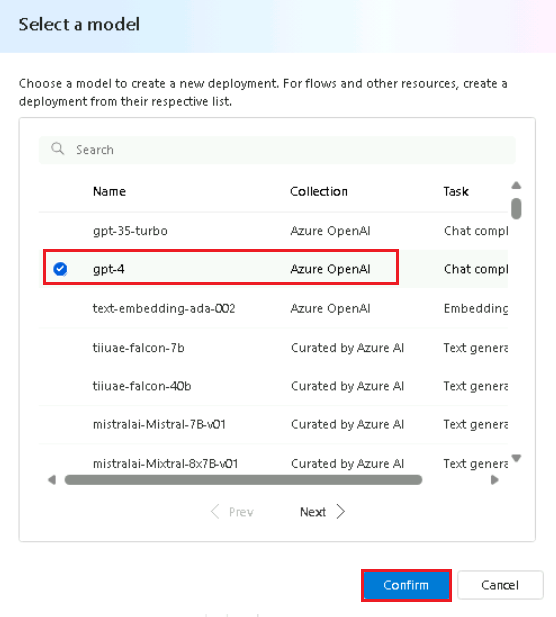 Select a model
Choose a model to create a new deployment. For flows and other resources, create a
deployment from their respective list.
Search
Name Collection Task
gpt-35-turbo Azure OpenAI Chat compl
gpt-4 Azure OpenAI Chat compl
text-embedding-ada-002 Azure OpenAI Embedding
tiiuae-falcon-7b Curated by Azure AI Text genera
tiiuae-falcon-40b Curated by Azure AI Text genera
mistralai-Mistral-7B-v01 Curated by Azure AI Text genera
mistralai-Mixtral-8x7B-v01 Curated by Azure AI Text genera
Prev Next
Confirm Cancel